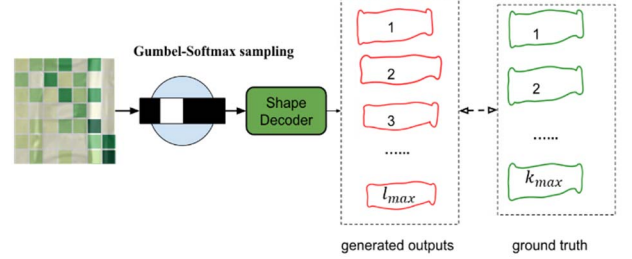 Gumbel-Softmax sampling
Shape
Decoder
1
2
3
......
l_max
generated outputs
1
2
......
k_max
ground truth